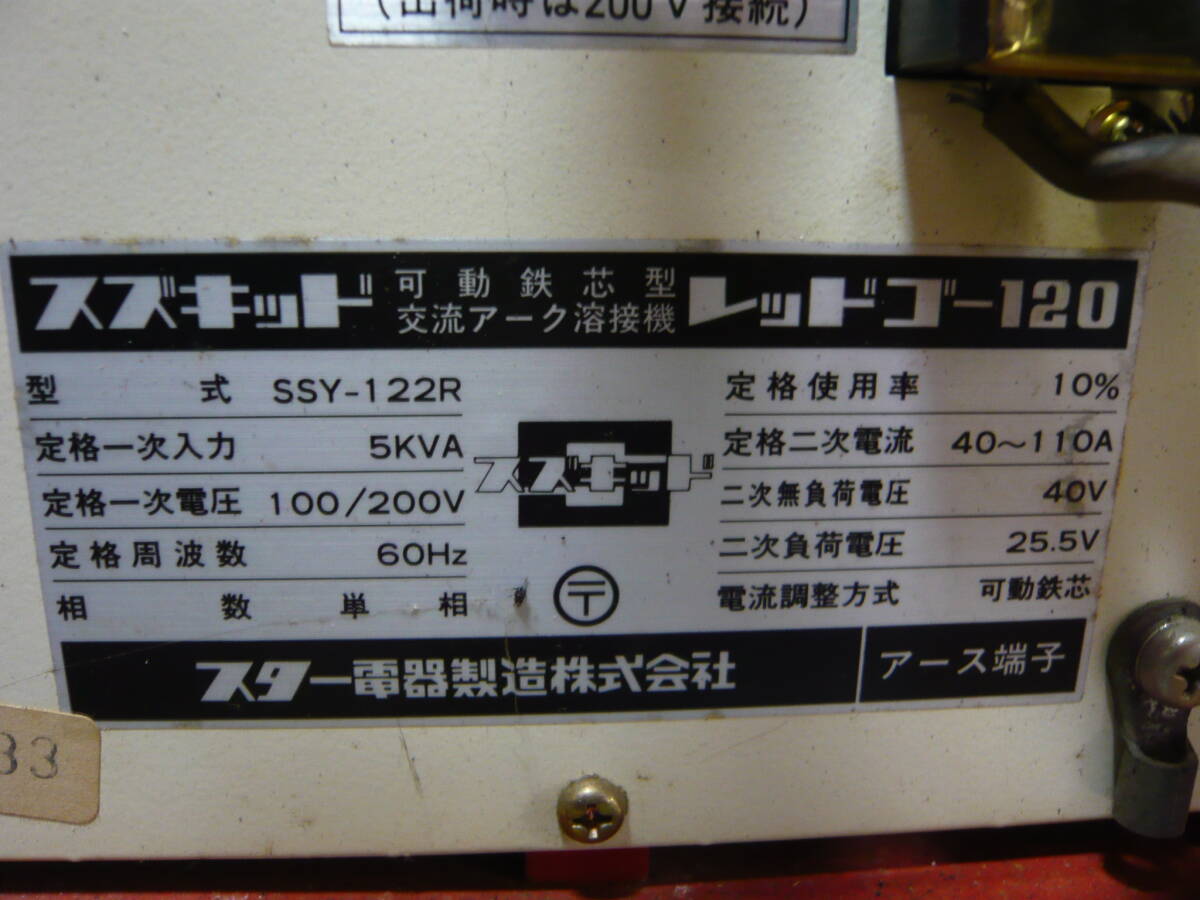 (出荷時は200V接続)
スズキッド 可動鉄芯型 レッドゴー120
交流アーク溶接機
型式 SSY-122R
定格一次入力 5KVA
定格一次電圧 100/200V
定格周波数 60Hz
相数 単相
スズキッド
〒
定格使用率 10%
定格二次電流 40～110A
二次無負荷電圧 40V
二次負荷電圧 25.5V
電流調整方式 可動鉄芯
スター電器製造株式会社
アース端子
33